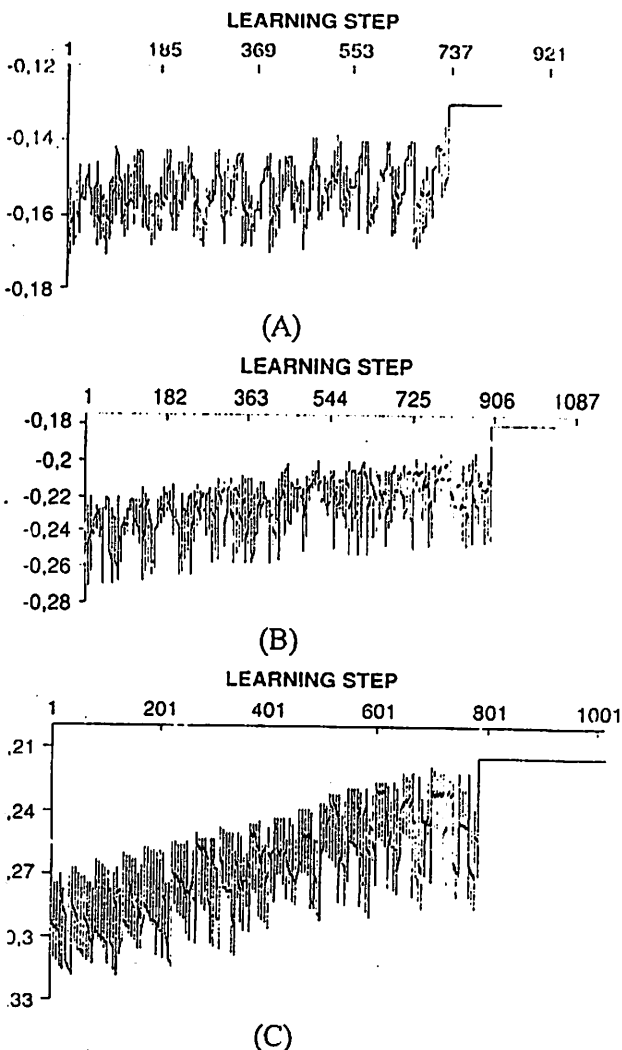 LEARNING STEP
1 185 369 553 737 921
-0,12
-0,14
-0,16
-0,18
(A)
LEARNING STEP
1 182 363 544 725 906 1087
-0,18
-0,2
-0,22
-0,24
-0,26
-0,28
(B)
LEARNING STEP
1 201 401 601 801 1001
,21
,24
,27
0,3
,33
(C)